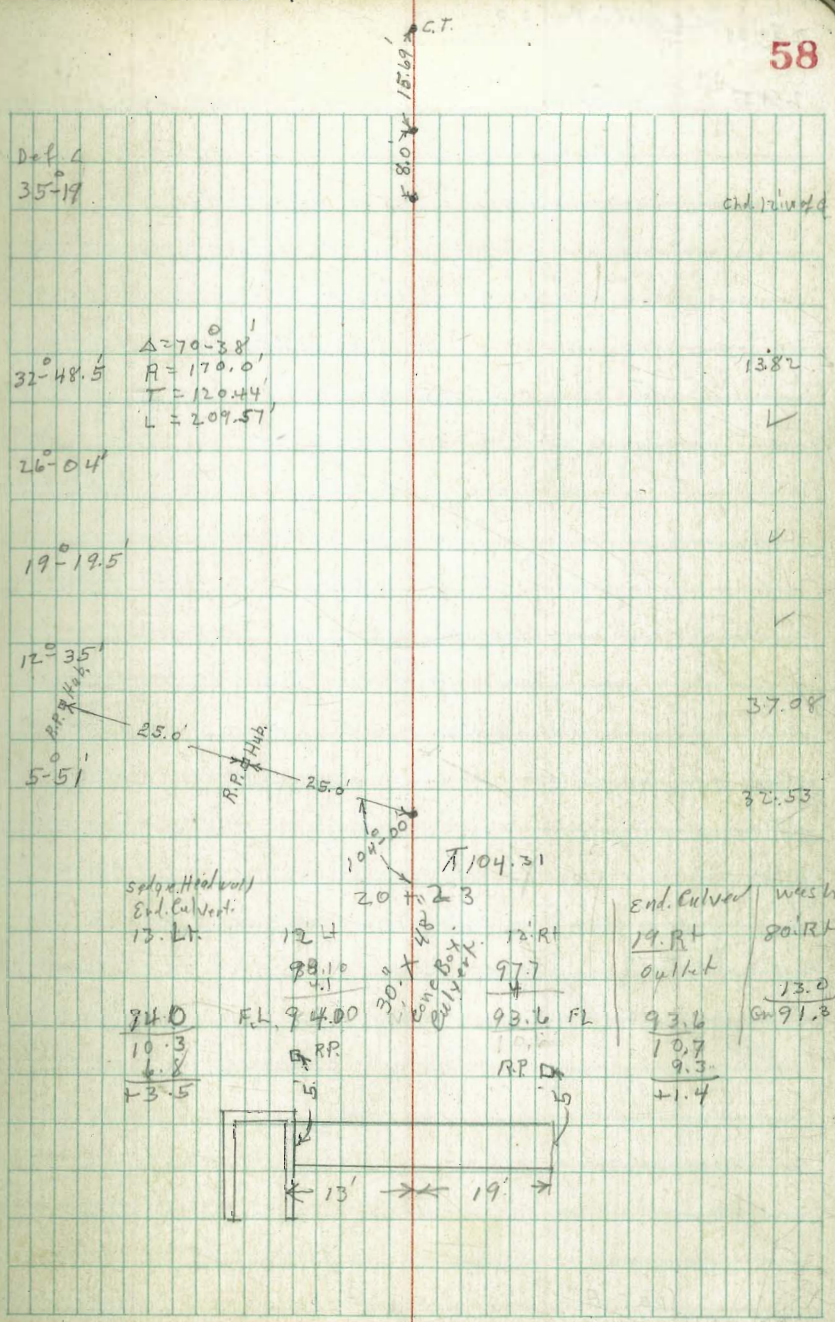 C.T.
58
15.69'
8.0'
Def. ∠
35°-19'
Δ = 70°-38'
R = 170.0'
T = 120.44'
L = 209.57'
32°-48.5'
13.82
✓
26°-04'
19°-19.5'
✓
✓
12°-35'
R.P. Hub.
25.0'
37.08
5°-51'
R.P. Hub.
25.0'
32.53
104°-00'
⊼ 104.31
20 + 23
Headwall
End. Culvert.
13. Lt.
12 Lt
30." X 48"
Conc Box.
Culvert.
12' Rt
End. Culvert
19. Rt
outlet
wash
80' Rt
98.10
4.1
97.7
4
13.0
94.0
F.L. 94.00
93.6 FL
93.6
Gn 91.3
10.3
6.8
+3.5
R.P.
R.P.
10.7
9.3
+1.4
5'
5'
13'
19'